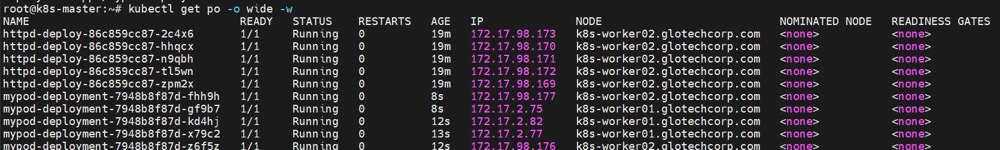 root@k8s-master:~# kubectl get po -o wide -w
NAME READY STATUS RESTARTS AGE IP NODE NOMINATED NODE READINESS GATES
httpd-deploy-86c859cc87-2c4x6 1/1 Running 0 19m 172.17.98.173 k8s-worker02.glotechcorp.com <none> <none>
httpd-deploy-86c859cc87-hhqcx 1/1 Running 0 19m 172.17.98.170 k8s-worker02.glotechcorp.com <none> <none>
httpd-deploy-86c859cc87-n9qbh 1/1 Running 0 19m 172.17.98.171 k8s-worker02.glotechcorp.com <none> <none>
httpd-deploy-86c859cc87-tl5wn 1/1 Running 0 19m 172.17.98.172 k8s-worker02.glotechcorp.com <none> <none>
httpd-deploy-86c859cc87-zpm2x 1/1 Running 0 19m 172.17.98.169 k8s-worker02.glotechcorp.com <none> <none>
mypod-deployment-7948b8f87d-fhh9h 1/1 Running 0 8s 172.17.98.177 k8s-worker02.glotechcorp.com <none> <none>
mypod-deployment-7948b8f87d-gf9b7 1/1 Running 0 8s 172.17.2.75 k8s-worker01.glotechcorp.com <none> <none>
mypod-deployment-7948b8f87d-kd4hj 1/1 Running 0 12s 172.17.2.82 k8s-worker01.glotechcorp.com <none> <none>
mypod-deployment-7948b8f87d-x79c2 1/1 Running 0 13s 172.17.2.77 k8s-worker01.glotechcorp.com <none> <none>
mypod-deployment-7948b8f87d-z6f5z 1/1 Running 0 12s 172.17.98.176 k8s-worker02.glotechcorp.com <none> <none>